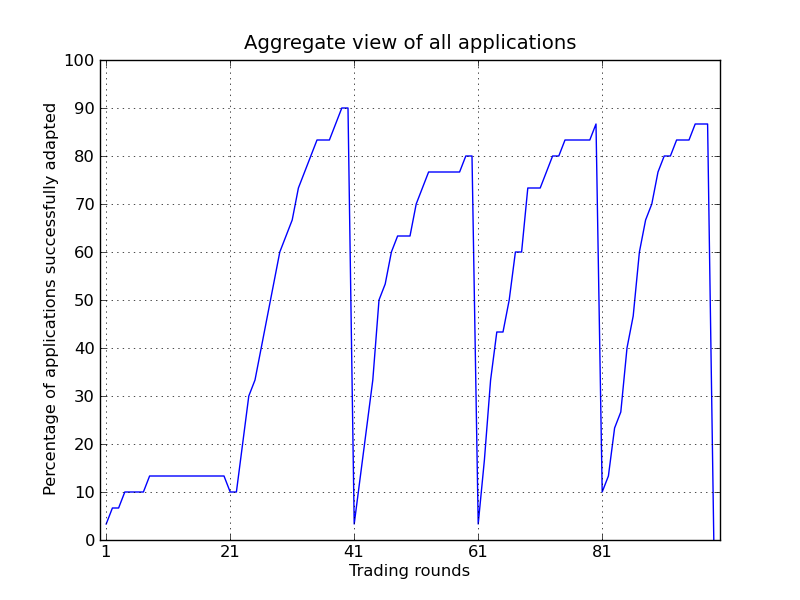 Aggregate view of all applications
Percentage of applications successfully adapted
100
90
80
70
60
50
40
30
20
10
0
1 21 41 61 81
Trading rounds